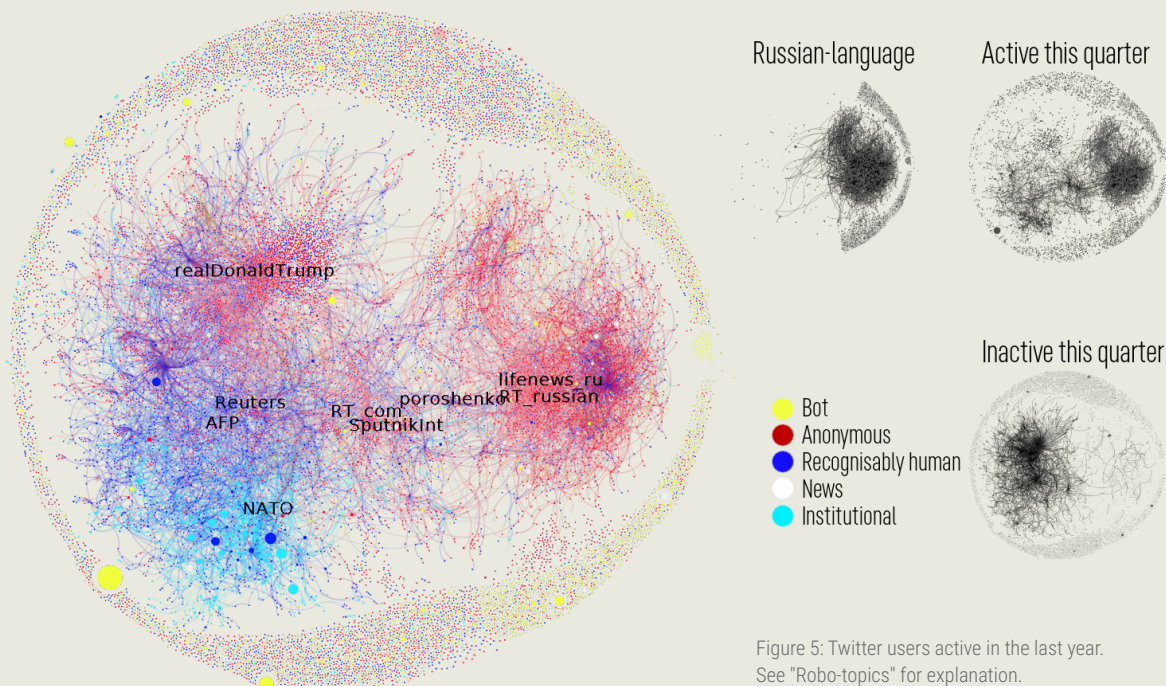 Russian-language
Active this quarter
realDonaldTrump
lifenews_ru
RT_russian
poroshenko
Reuters
RT_com
AFP
SputnikInt
NATO
Inactive this quarter
Bot
Anonymous
Recognisably human
News
Institutional
Figure 5: Twitter users active in the last year.
See "Robo-topics" for explanation.